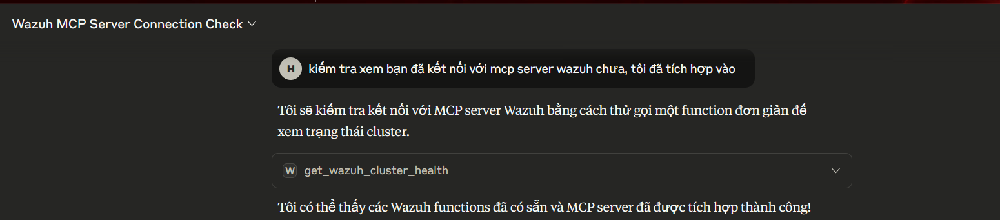 Wazuh MCP Server Connection Check
H kiểm tra xem bạn đã kết nối với mcp server wazuh chưa, tôi đã tích hợp vào
Tôi sẽ kiểm tra kết nối với MCP server Wazuh bằng cách thử gọi một function đơn giản để
xem trạng thái cluster.
W get_wazuh_cluster_health
Tôi có thể thấy các Wazuh functions đã có sẵn và MCP server đã được tích hợp thành công!